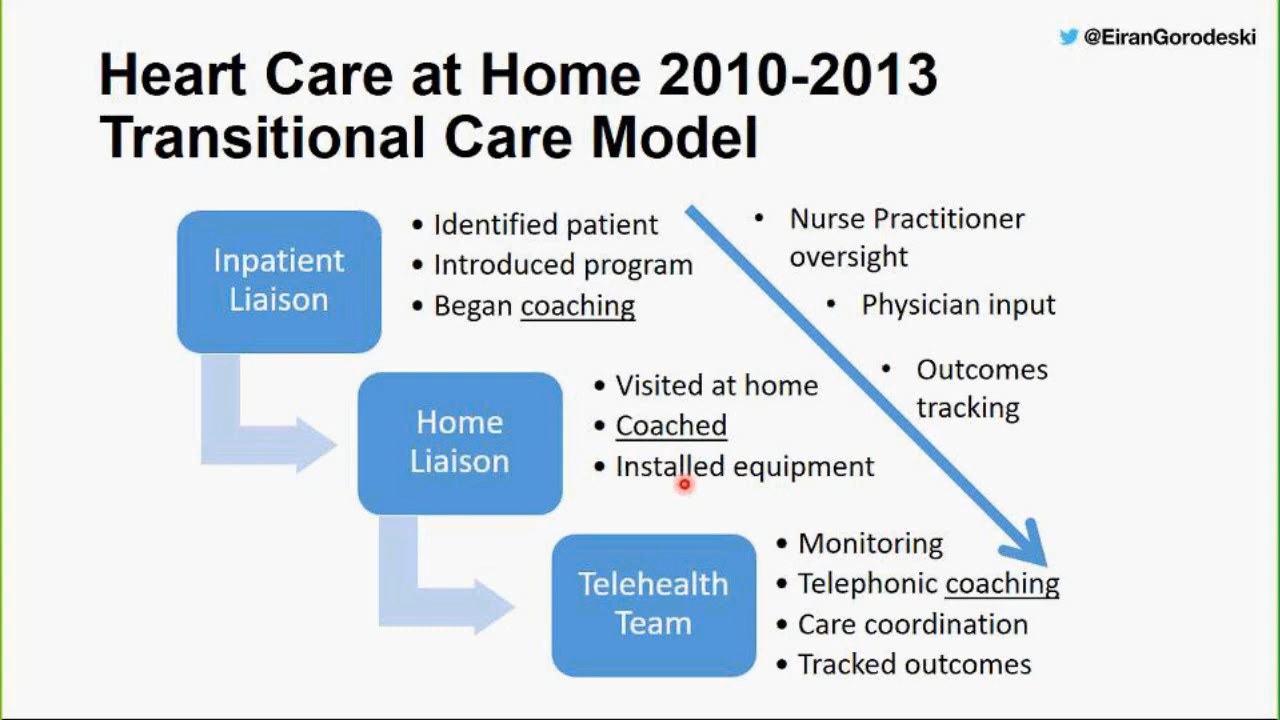 @EiranGorodeski
Heart Care at Home 2010-2013
Transitional Care Model
Inpatient
Liaison
• Identified patient
• Introduced program
• Began coaching
• Nurse Practitioner
oversight
• Physician input
• Outcomes
tracking
Home
Liaison
• Visited at home
• Coached
• Installed equipment
Telehealth
Team
• Monitoring
• Telephonic coaching
• Care coordination
• Tracked outcomes